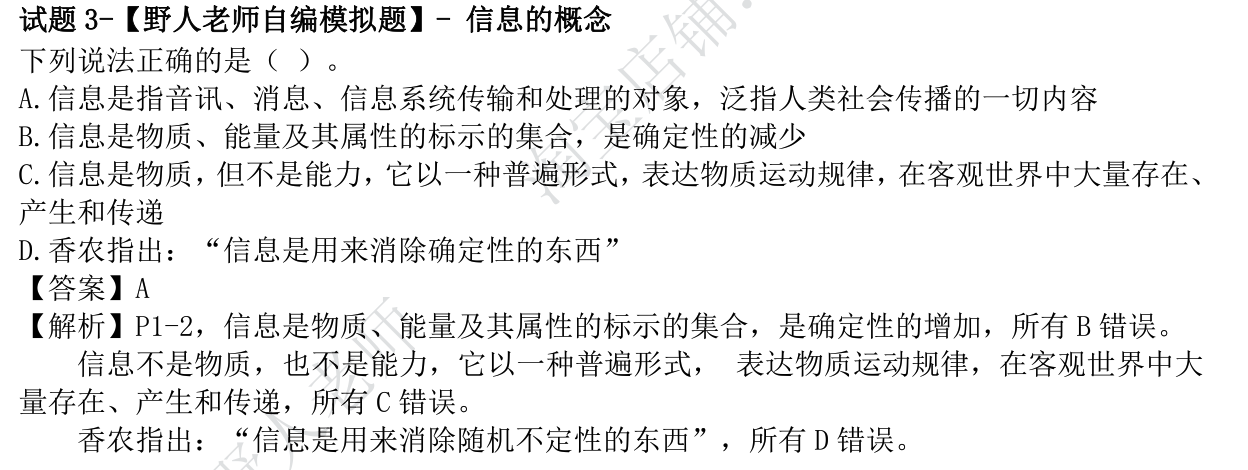 试题 3-【野人老师自编模拟题】- 信息的概念
下列说法正确的是（ ）。
A.信息是指音讯、消息、信息系统传输和处理的对象，泛指人类社会传播的一切内容
B.信息是物质、能量及其属性的标示的集合，是确定性的减少
C.信息是物质，但不是能力，它以一种普遍形式，表达物质运动规律，在客观世界中大量存在、
产生和传递
D.香农指出：“信息是用来消除确定性的东西”
【答案】A
【解析】P1-2，信息是物质、能量及其属性的标示的集合，是确定性的增加，所有 B 错误。
信息不是物质，也不是能力，它以一种普遍形式， 表达物质运动规律，在客观世界中大
量存在、产生和传递，所有 C 错误。
香农指出：“信息是用来消除随机不定性的东西”，所有 D 错误。
淘宝店铺:
野人老师